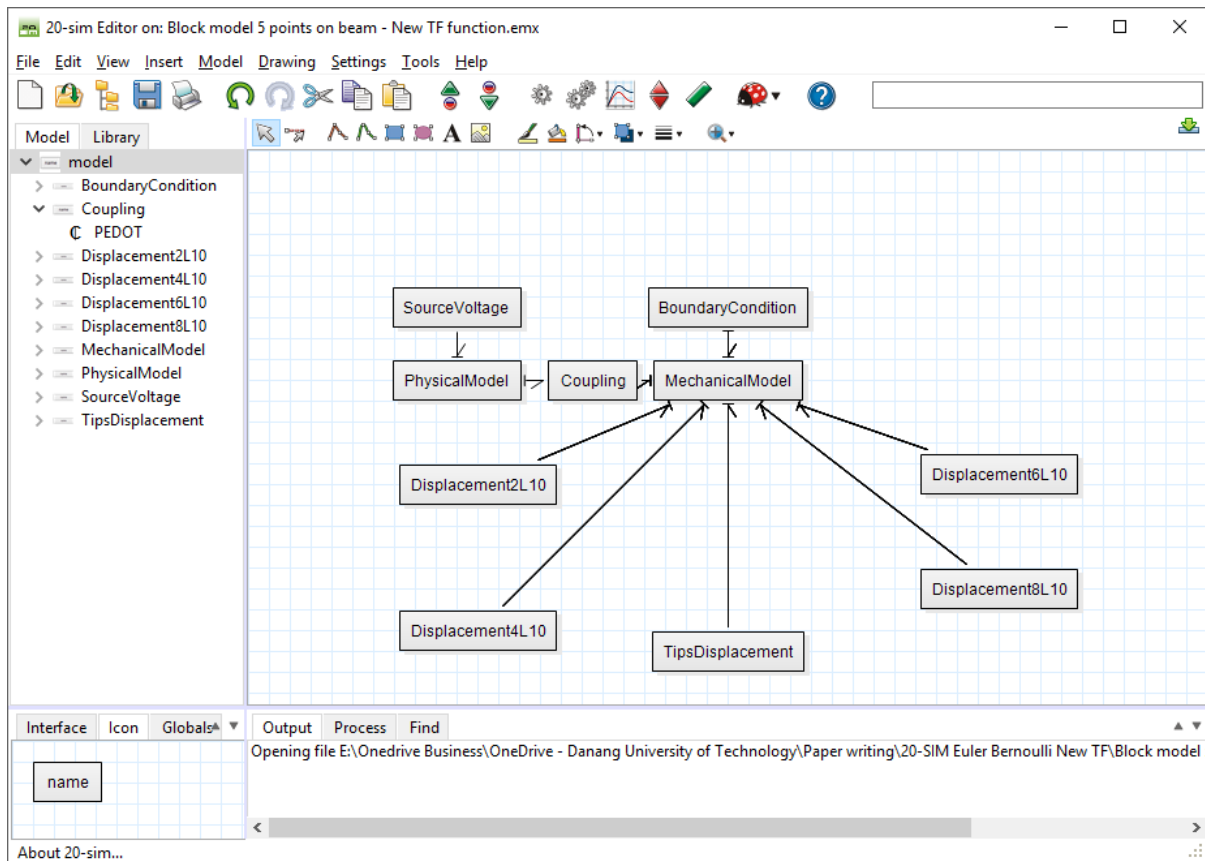 20-sim Editor on: Block model 5 points on beam - New TF function.emx
File Edit View Insert Model Drawing Settings Tools Help
Model Library
model
BoundaryCondition
Coupling
PEDOT
Displacement2L10
Displacement4L10
Displacement6L10
Displacement8L10
MechanicalModel
PhysicalModel
SourceVoltage
TipsDisplacement
SourceVoltage BoundaryCondition
PhysicalModel Coupling MechanicalModel
Displacement2L10 Displacement6L10
Displacement4L10 Displacement8L10
TipsDisplacement
Interface Icon Globals
name
Output Process Find
Opening file E:\Onedrive Business\OneDrive - Danang University of Technology\Paper writing\20-SIM Euler Bernoulli New TF\Block model
About 20-sim...